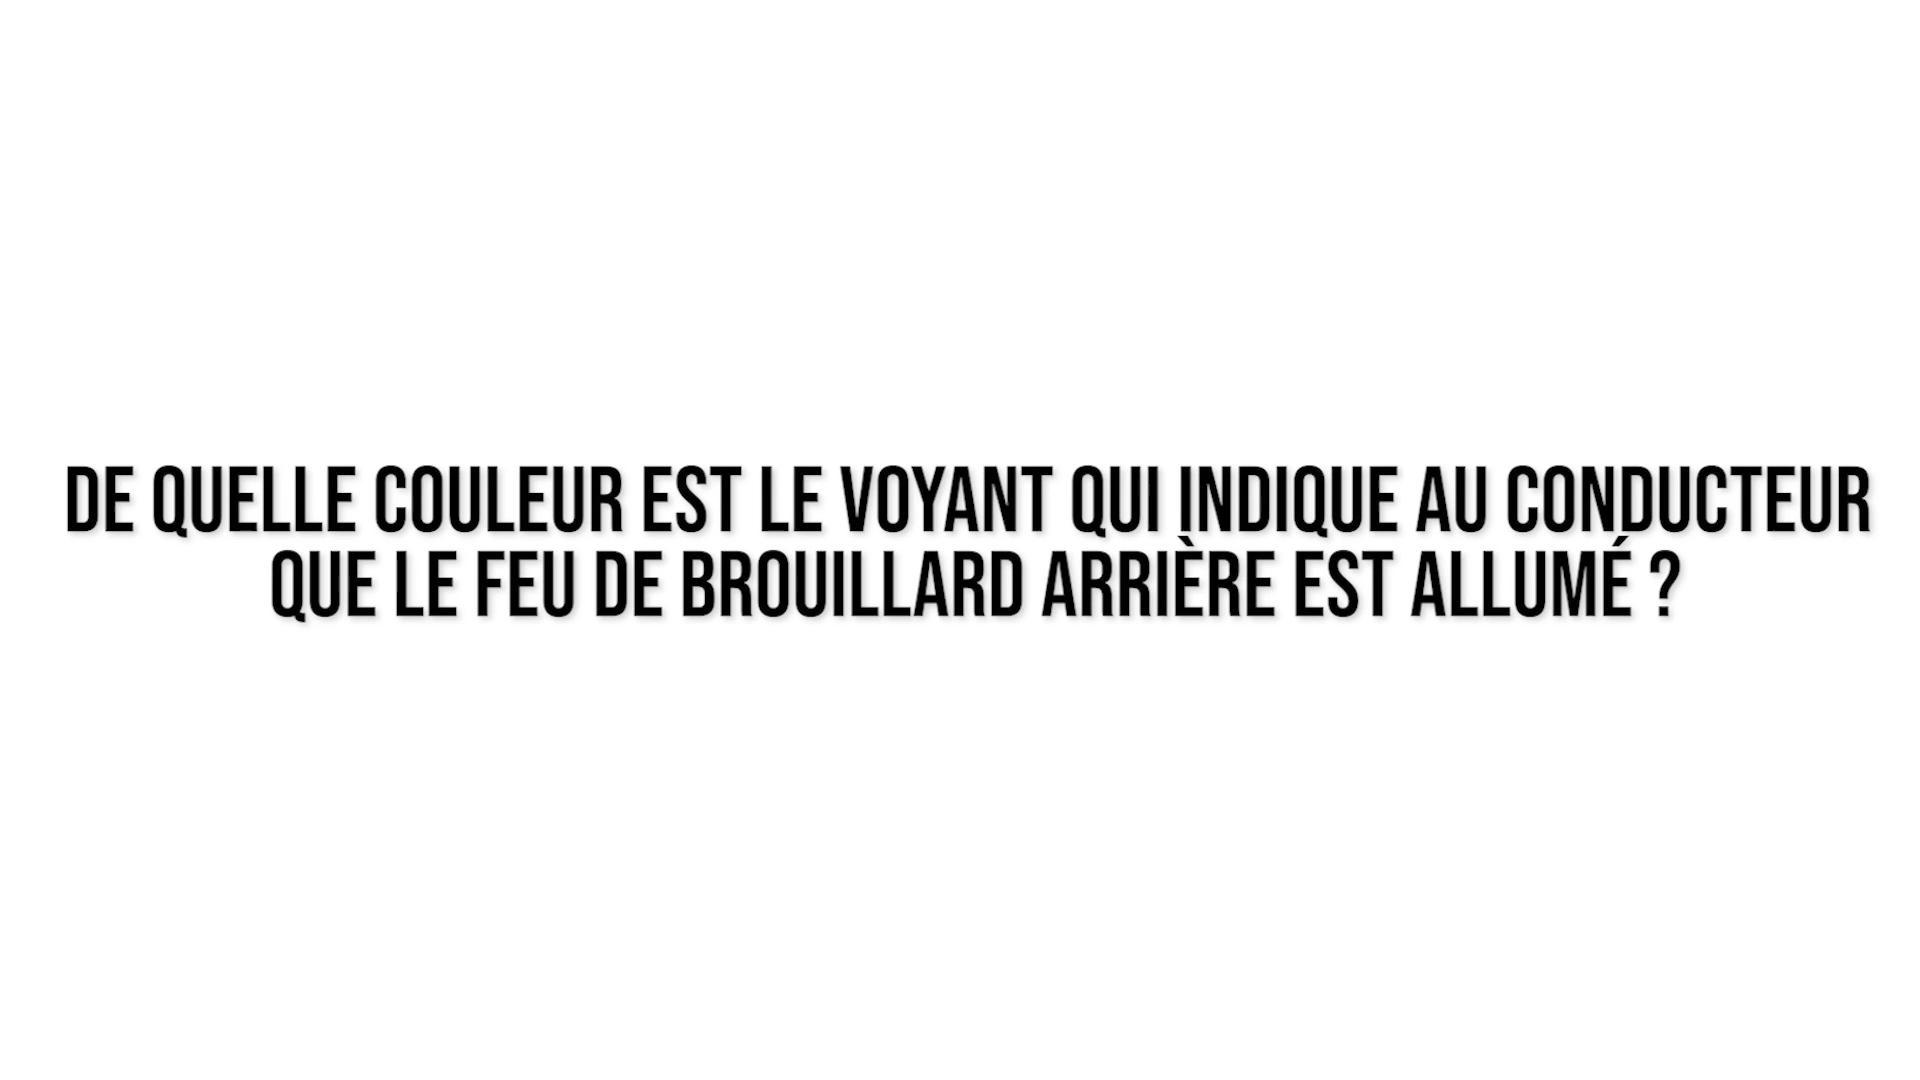 DE QUELLE COULEUR EST LE VOYANT QUI INDIQUE AU CONDUCTEUR
QUE LE FEU DE BROUILLARD ARRIÈRE EST ALLUMÉ ?